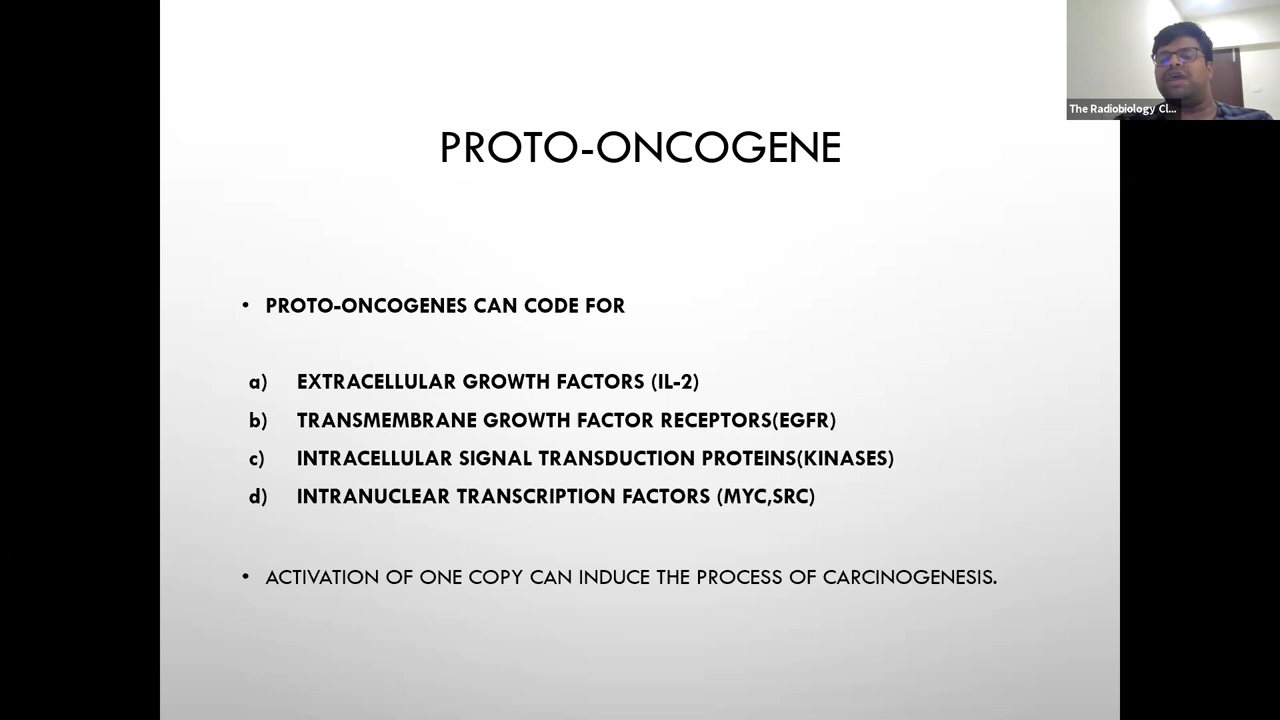 The Radiobiology Cl...
PROTO-ONCOGENE
• PROTO-ONCOGENES CAN CODE FOR
a) EXTRACELLULAR GROWTH FACTORS (IL-2)
b) TRANSMEMBRANE GROWTH FACTOR RECEPTORS(EGFR)
c) INTRACELLULAR SIGNAL TRANSDUCTION PROTEINS(KINASES)
d) INTRANUCLEAR TRANSCRIPTION FACTORS (MYC,SRC)
• ACTIVATION OF ONE COPY CAN INDUCE THE PROCESS OF CARCINOGENESIS.